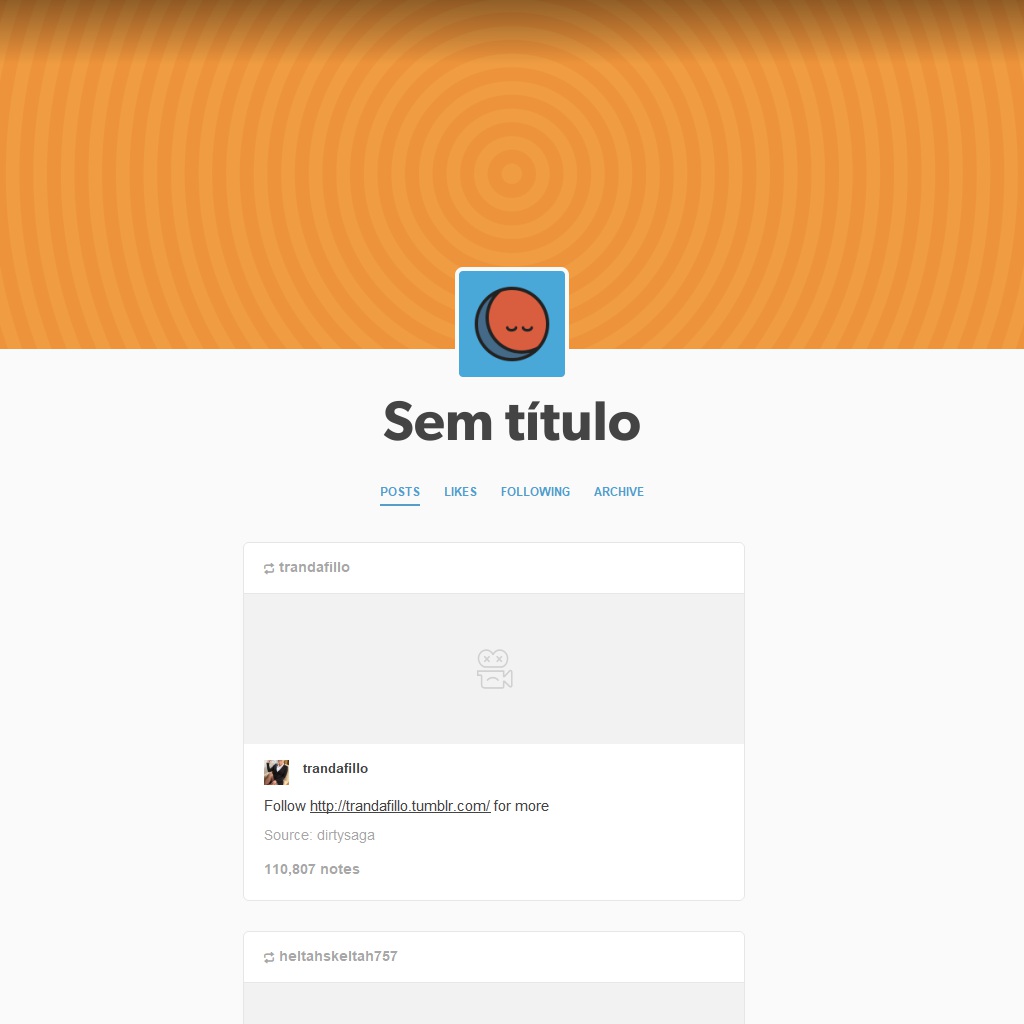 Sem título
POSTS LIKES FOLLOWING ARCHIVE
trandafillo
trandafillo
Follow http://trandafillo.tumblr.com/ for more
Source: dirtysaga
110,807 notes
heltahskeltah757